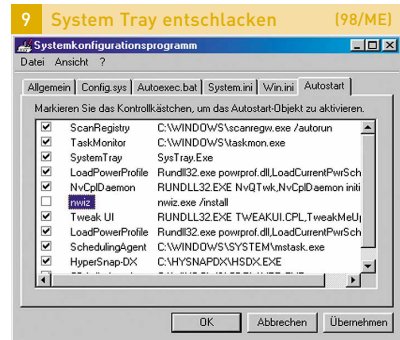 9 System Tray entschlacken (98/ME)
Systemkonfigurationsprogramm
Datei Ansicht ?
Allgemein Config.sys Autoexec.bat System.ini Win.ini Autostart
Markieren Sie das Kontrollkästchen, um das Autostart-Objekt zu aktivieren.
ScanRegistry C:\WINDOWS\scanregw.exe /autorun
TaskMonitor C:\WINDOWS\taskmon.exe
SystemTray SysTray.Exe
LoadPowerProfile Rundll32.exe powrprof.dll,LoadCurrentPwrSch
NvCplDaemon RUNDLL32.EXE NvQTwk,NvCplDaemon initi
nwiz nwiz.exe /install
Tweak UI RUNDLL32.EXE TWEAKUI.CPL,TweakMeUp
LoadPowerProfile Rundll32.exe powrprof.dll,LoadCurrentPwrSch
SchedulingAgent C:\WINDOWS\SYSTEM\mstask.exe
HyperSnap-DX C:\HYSNAPDX\HSDX.EXE
OK Abbrechen Übernehmen